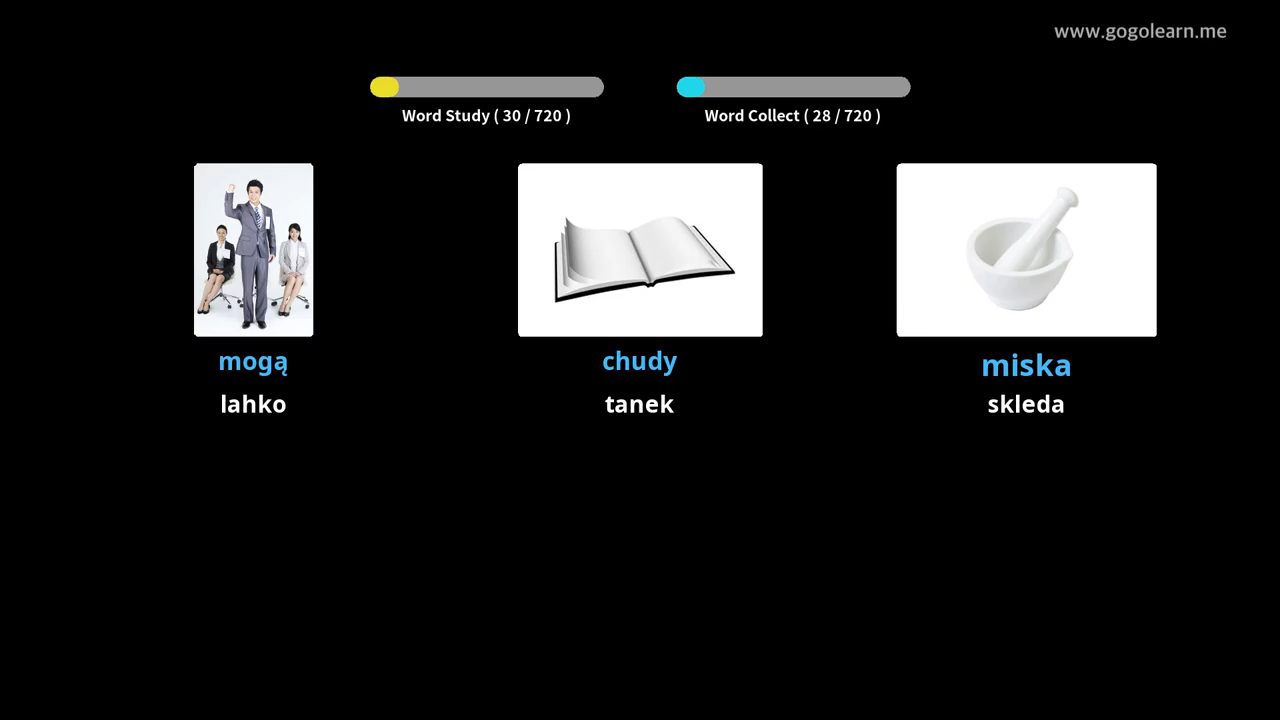 www.gogolearn.me
Word Study ( 30 / 720 )
Word Collect ( 28 / 720 )
mogą
chudy
miska
lahko
tanek
skleda